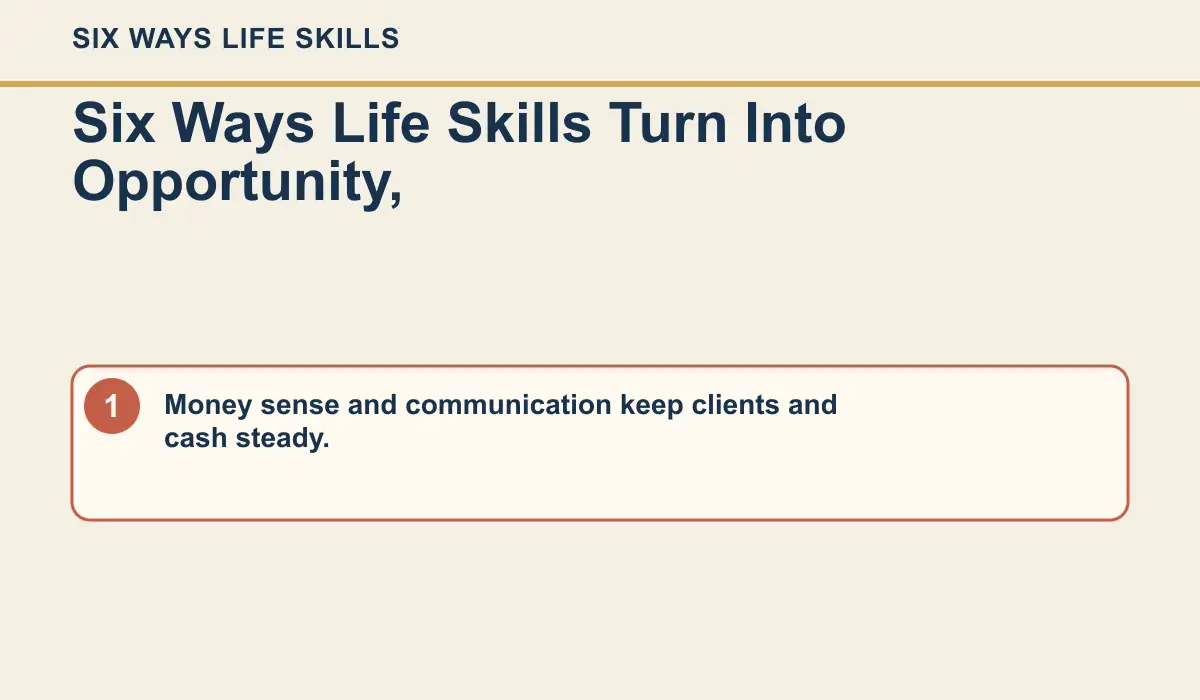 SIX WAYS LIFE SKILLS
Six Ways Life Skills Turn Into
Opportunity,
1
Money sense and communication keep clients and
cash steady.